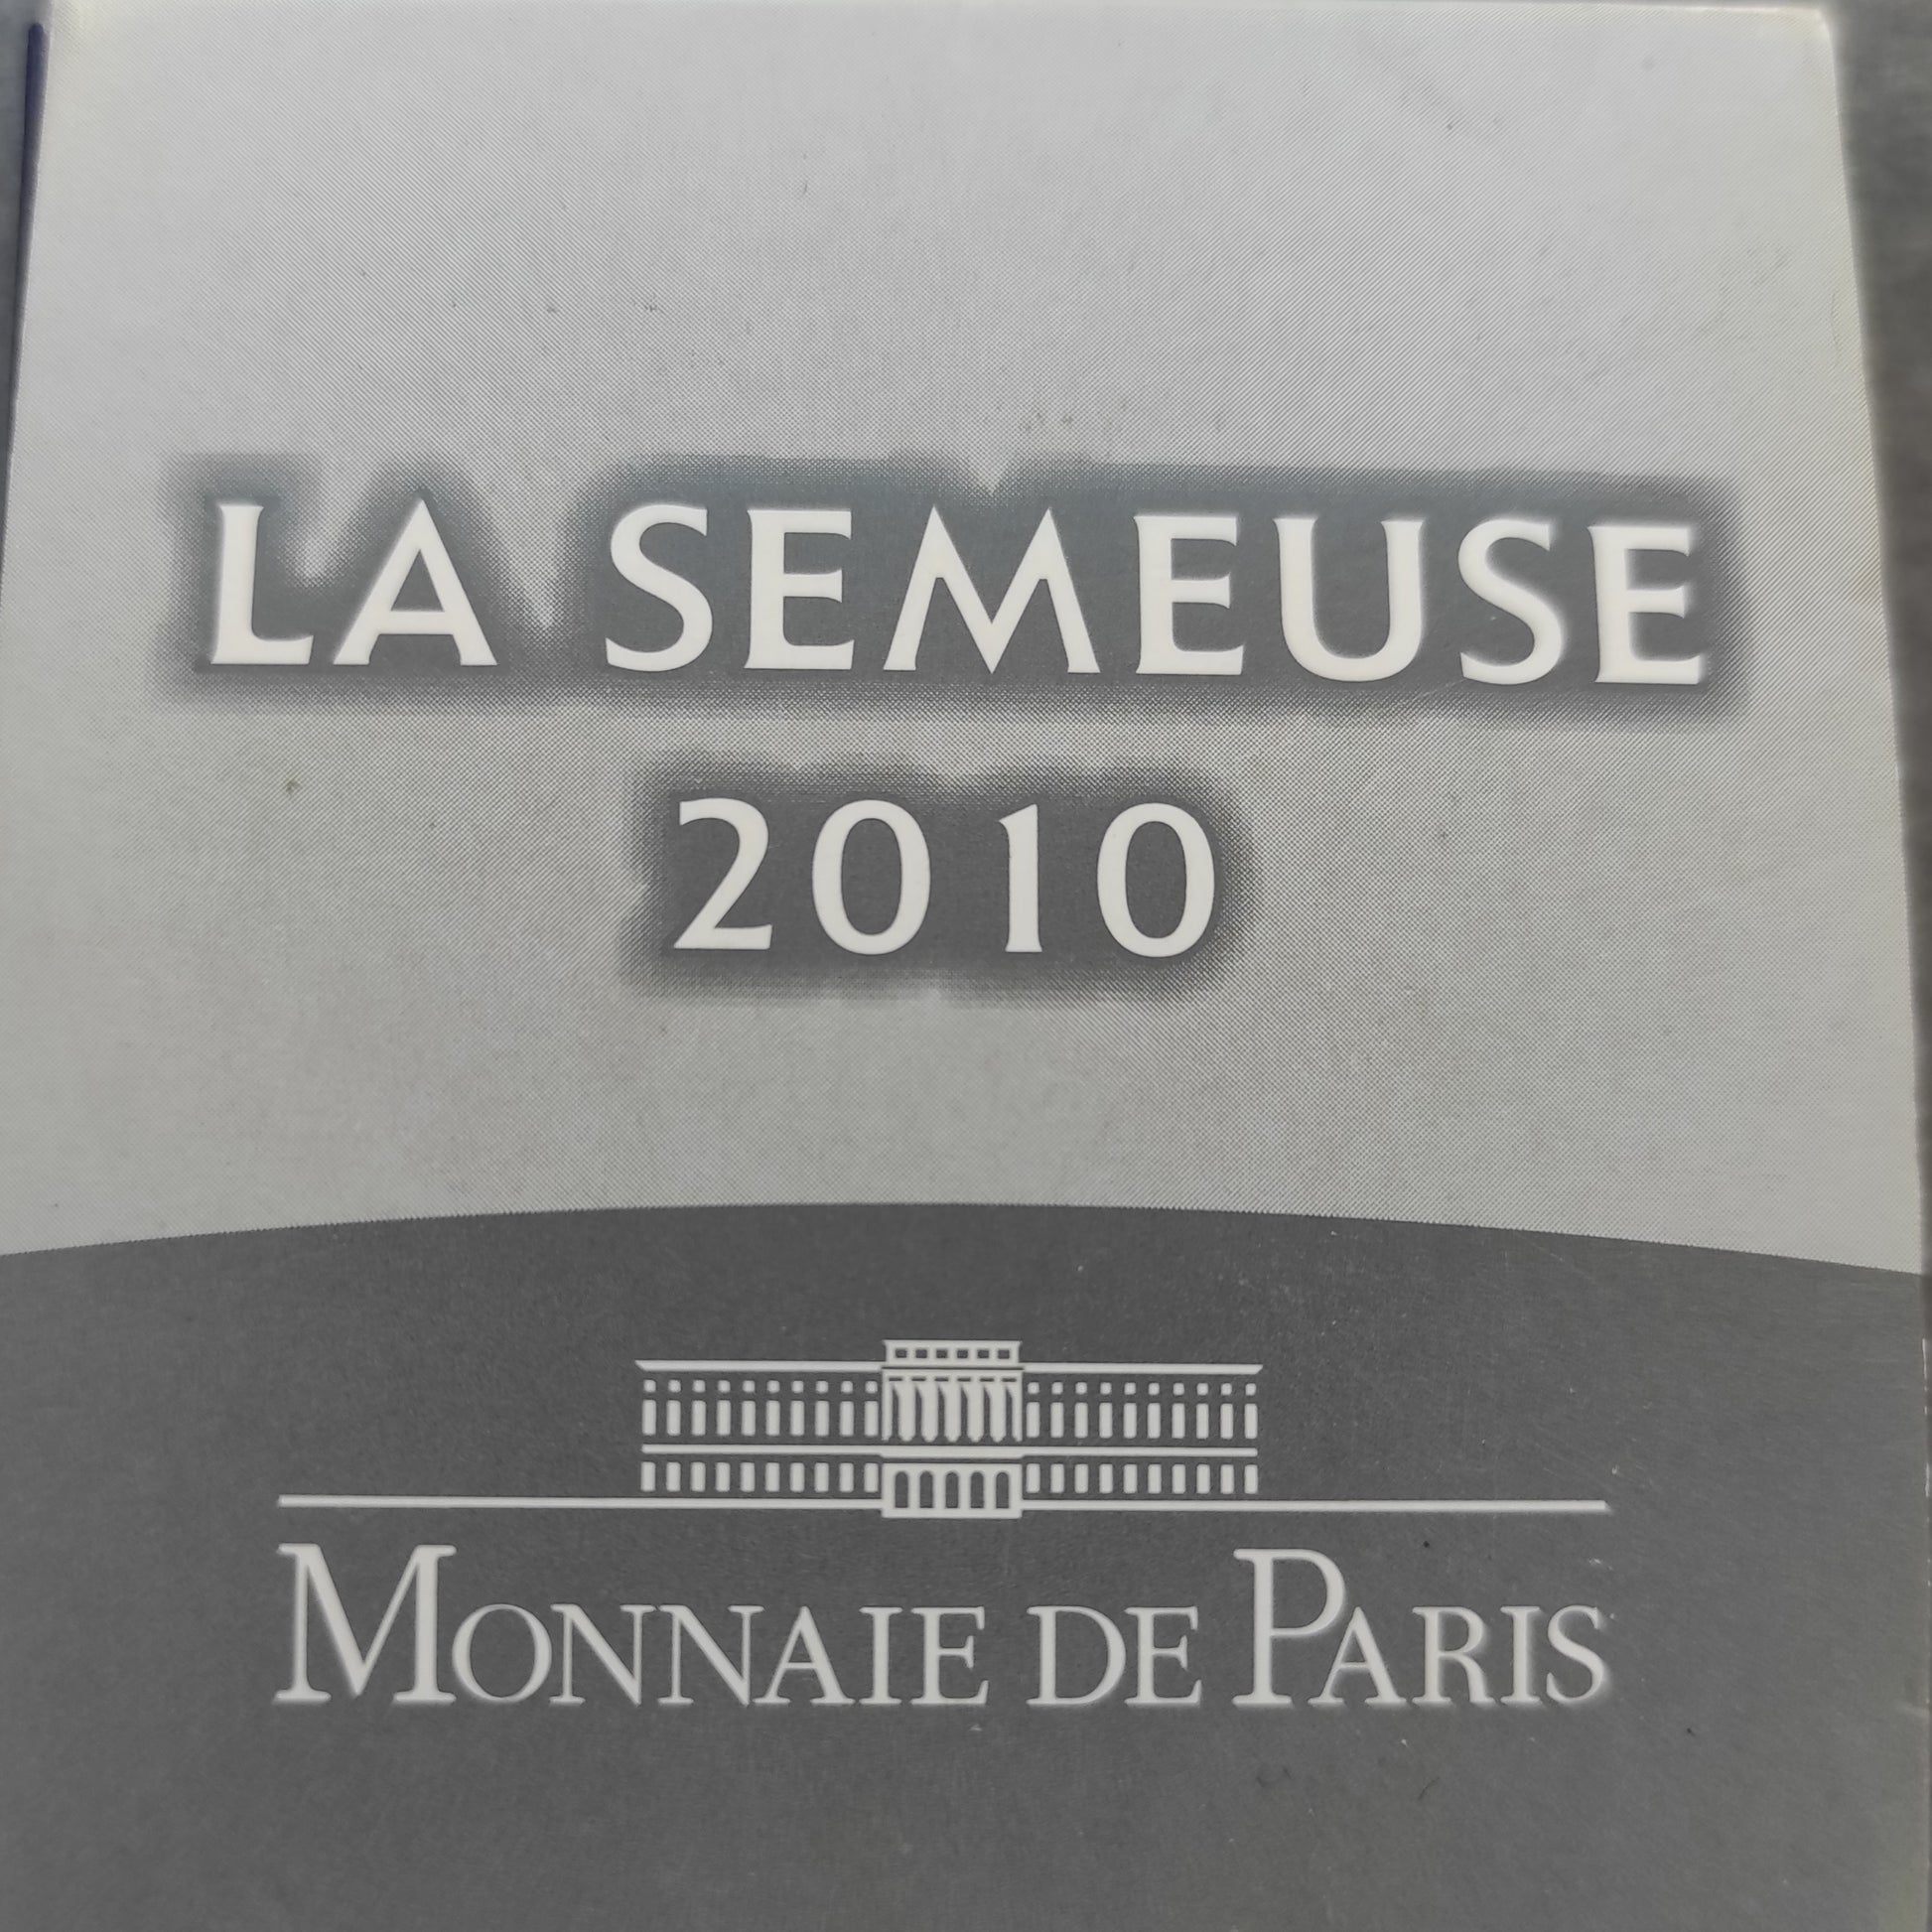 LA SEMEUSE
2010
MONNAIE DE PARIS